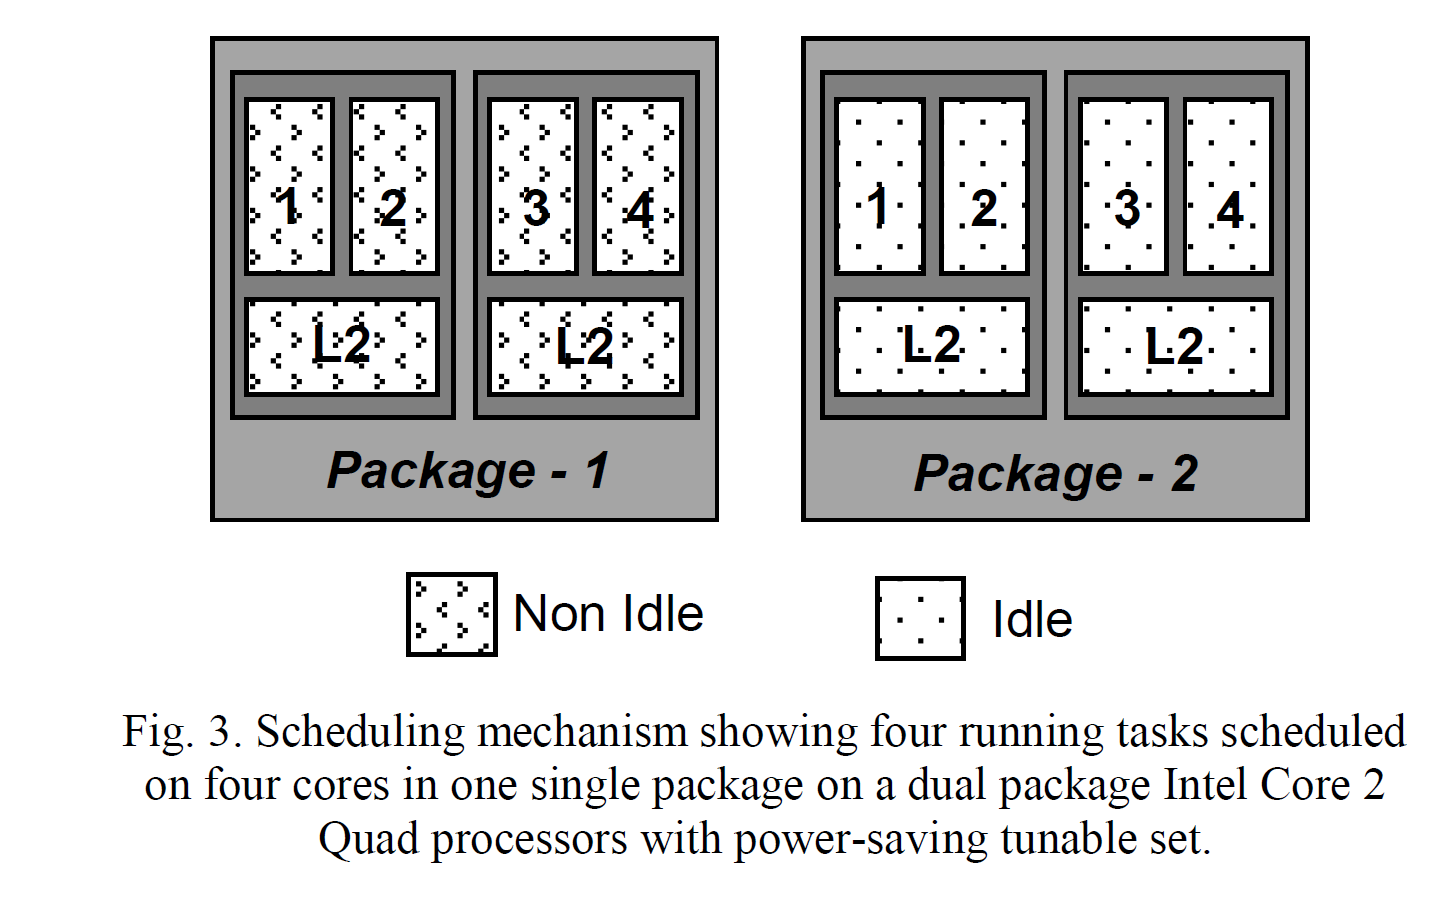 1 2 3 4 1 2 3 4
L2 L2 L2 L2
Package - 1 Package - 2
Non Idle Idle
Fig. 3. Scheduling mechanism showing four running tasks scheduled
on four cores in one single package on a dual package Intel Core 2
Quad processors with power-saving tunable set.